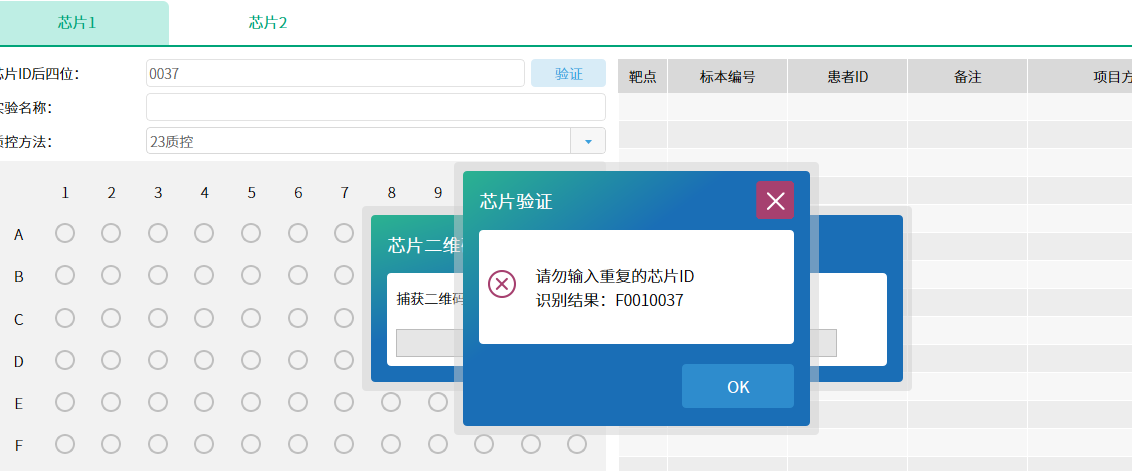 芯片1
芯片2
芯片ID后四位：
0037
验证
实验名称：
质控方法：
23质控
靶点
标本编号
患者ID
备注
项目方
1
2
3
4
5
6
7
8
9
A
B
C
D
E
F
芯片二维
捕获二维码
芯片验证
请勿输入重复的芯片ID
识别结果：F0010037
OK